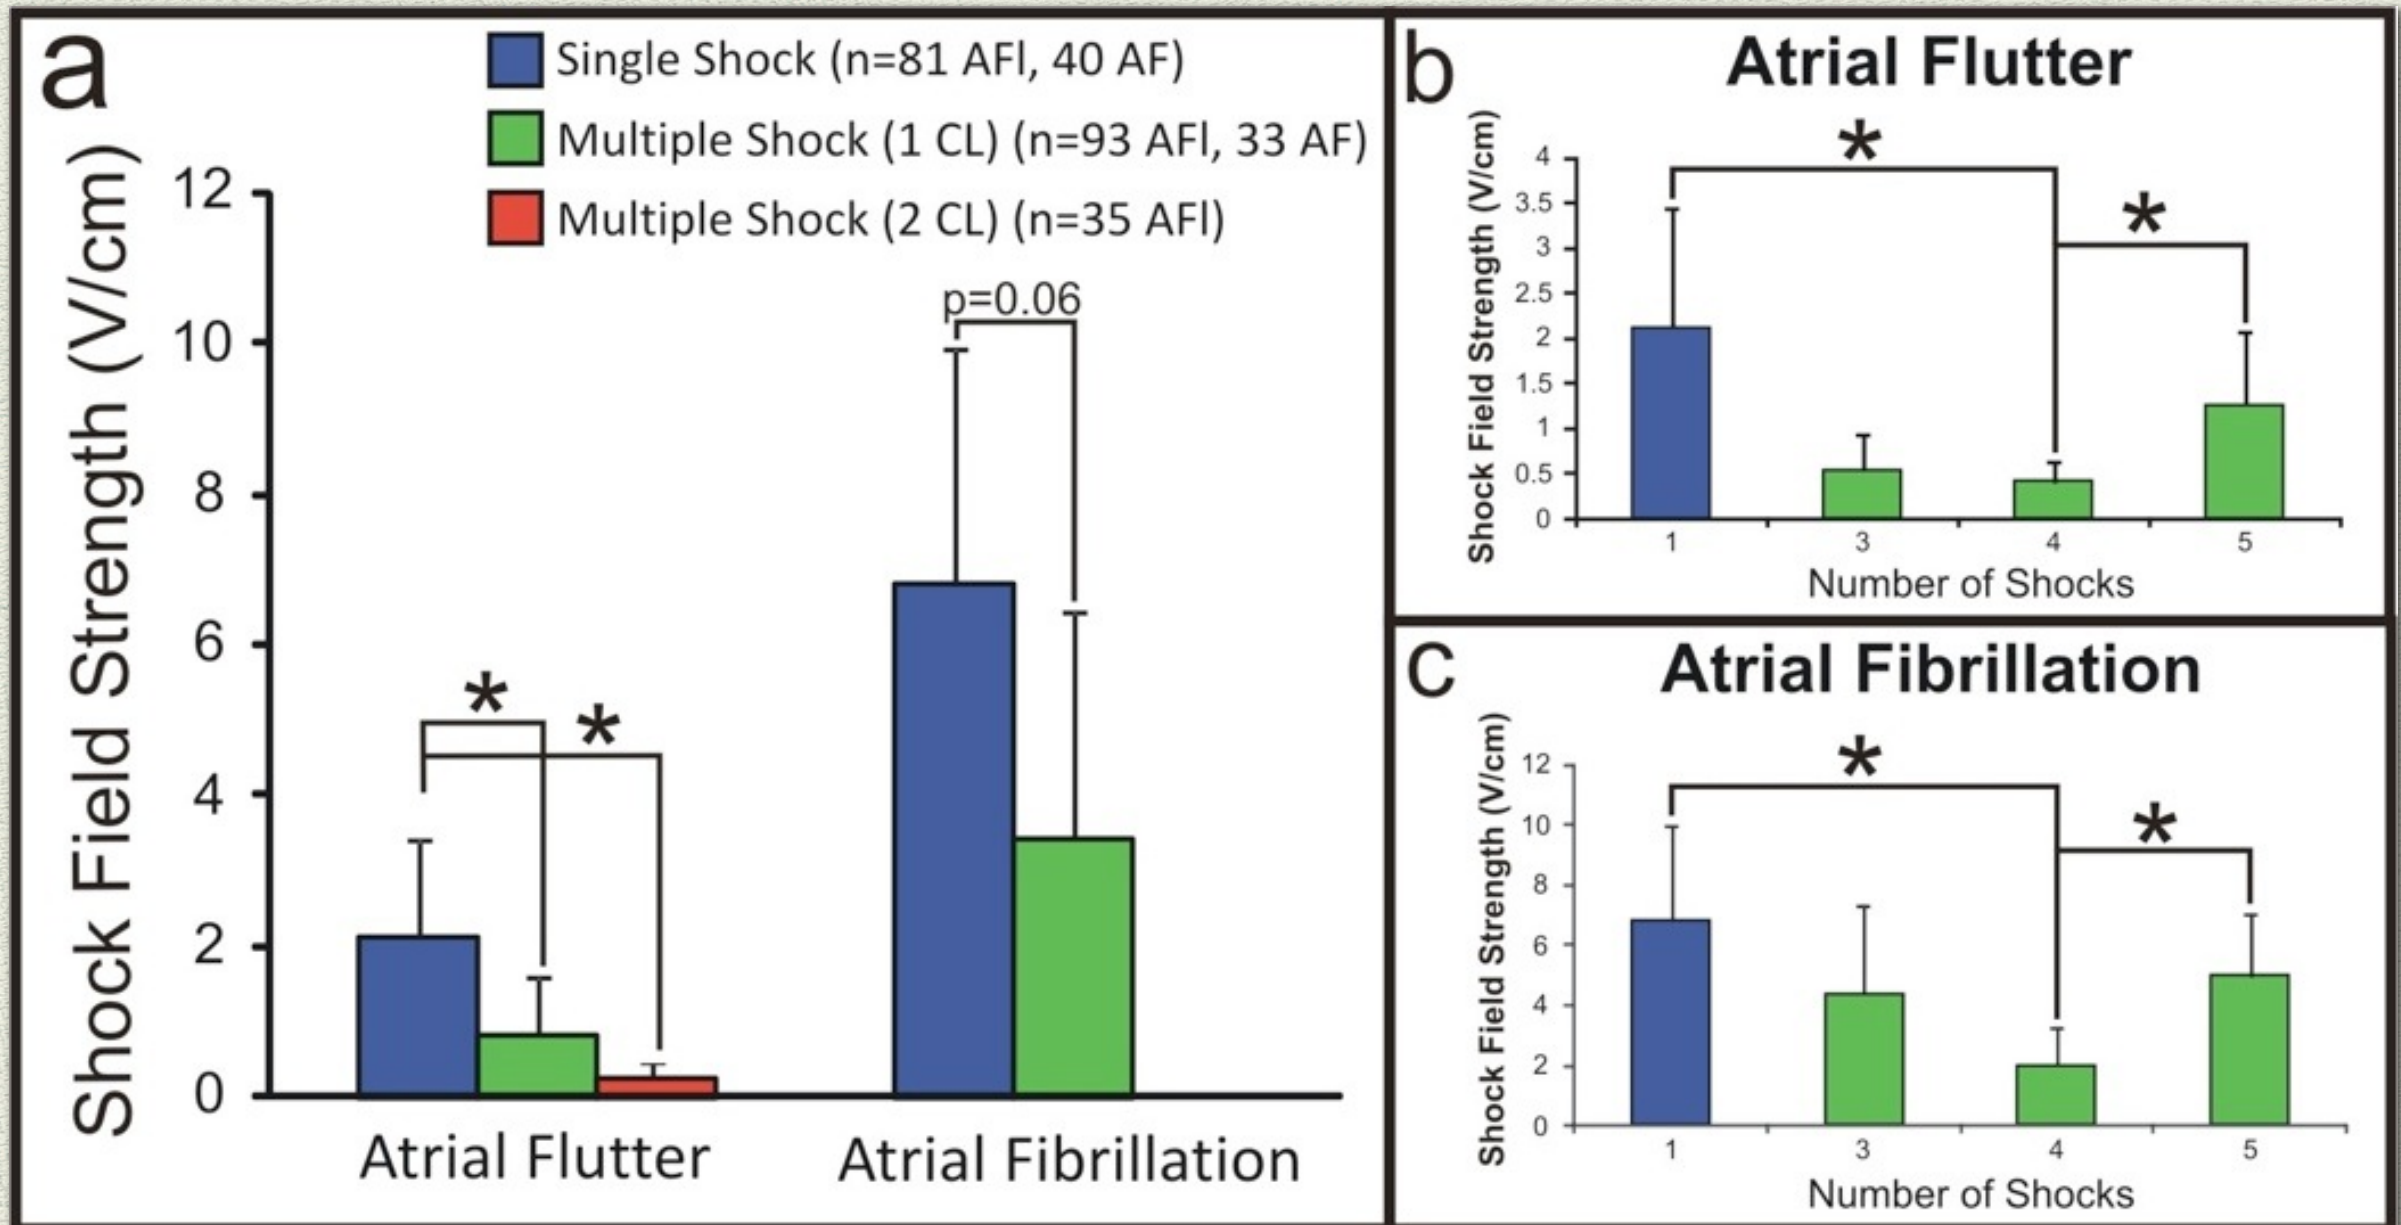 a
Single Shock (n=81 AFl, 40 AF)
Multiple Shock (1 CL) (n=93 AFl, 33 AF)
Multiple Shock (2 CL) (n=35 AFl)
Shock Field Strength (V/cm)
12
10
8
6
4
2
0
p=0.06
*
*
Atrial Flutter
Atrial Fibrillation
b
Atrial Flutter
Shock Field Strength (V/cm)
4
3.5
3
2.5
2
1.5
1
0.5
0
*
*
1 3 4 5
Number of Shocks
c
Atrial Fibrillation
Shock Field Strength (V/cm)
12
10
8
6
4
2
0
*
*
1 3 4 5
Number of Shocks